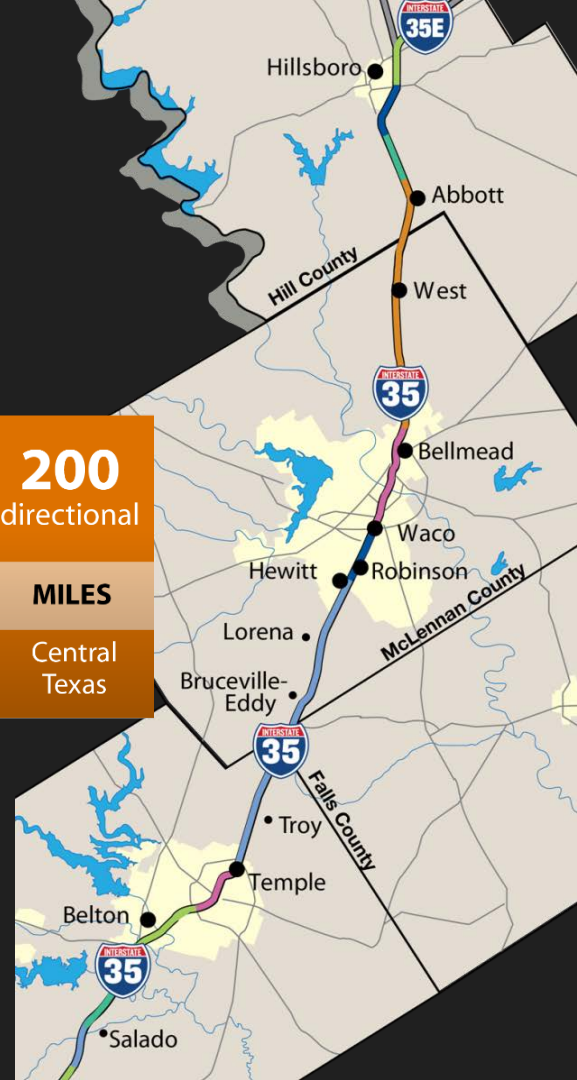 INTERSTATE
35E
Hillsboro
Abbott
Hill County
West
INTERSTATE
35
200
directional
MILES
Central
Texas
Bellmead
Waco
Hewitt
Robinson
McLennan County
Lorena
Bruceville-
Eddy
INTERSTATE
35
Falls County
Troy
Temple
Belton
INTERSTATE
35
Salado